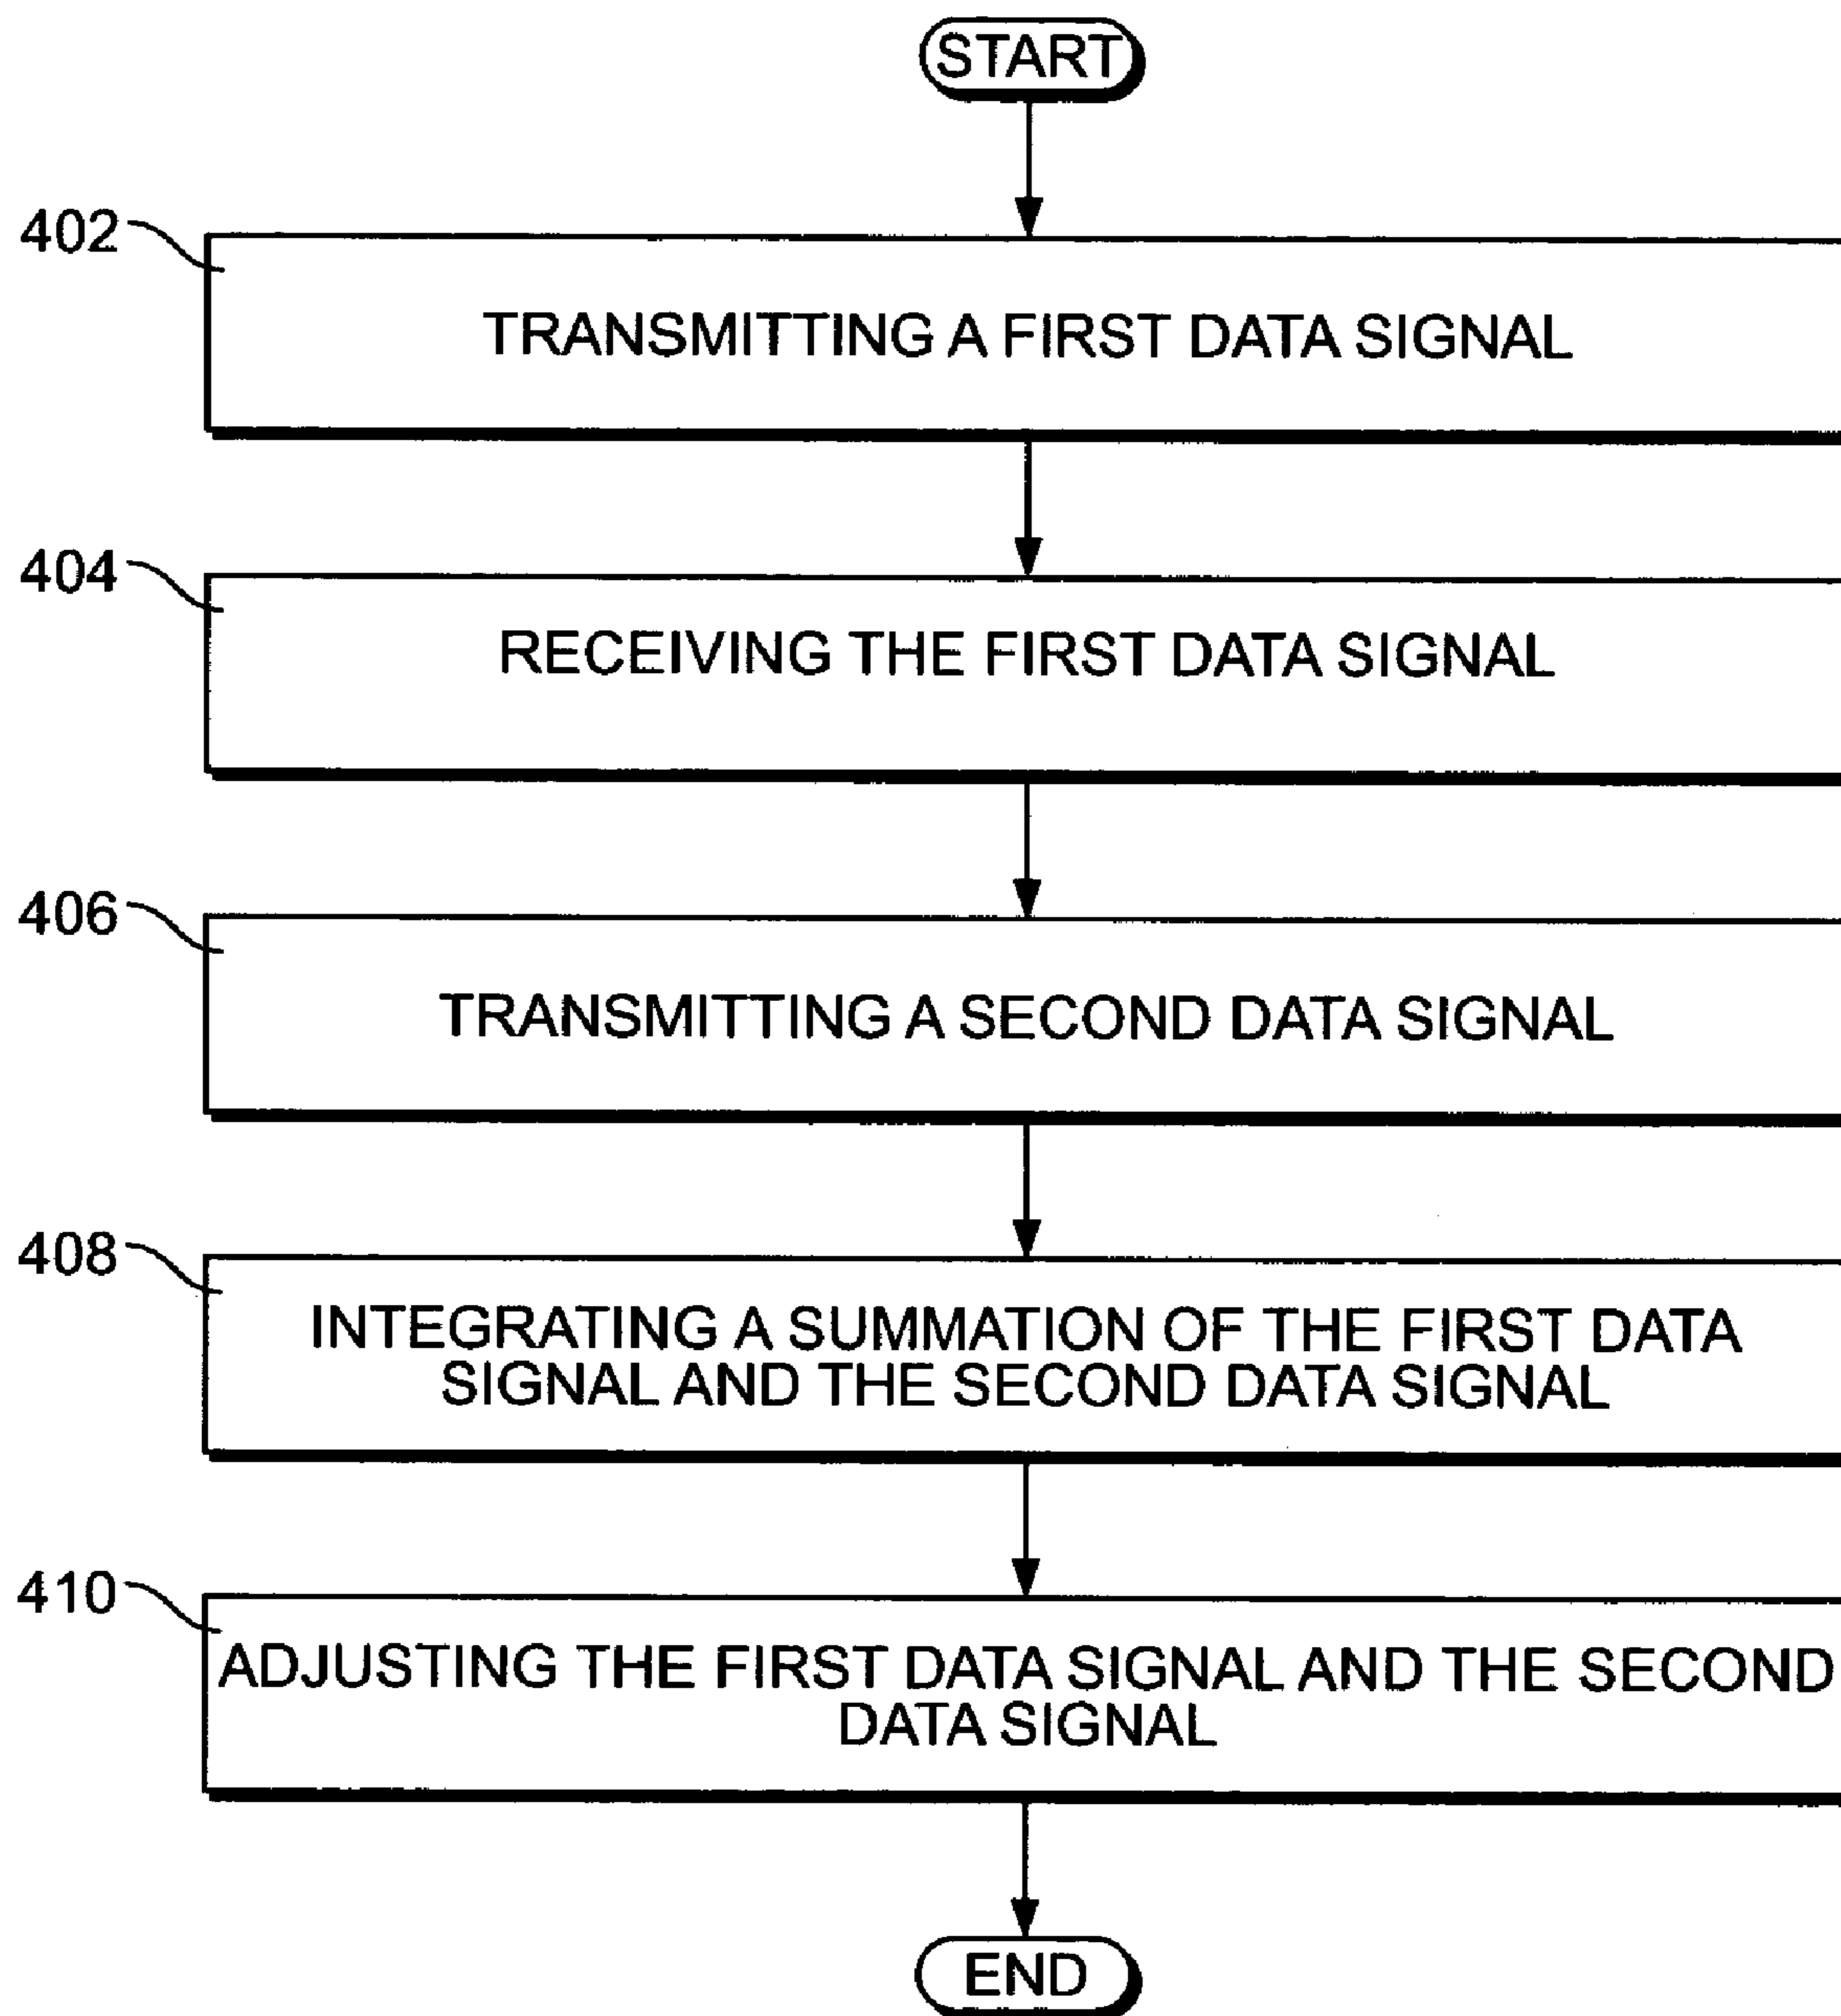 START
402
TRANSMITTING A FIRST DATA SIGNAL
404
RECEIVING THE FIRST DATA SIGNAL
406
TRANSMITTING A SECOND DATA SIGNAL
408
INTEGRATING A SUMMATION OF THE FIRST DATA
SIGNAL AND THE SECOND DATA SIGNAL
410
ADJUSTING THE FIRST DATA SIGNAL AND THE SECOND
DATA SIGNAL
END